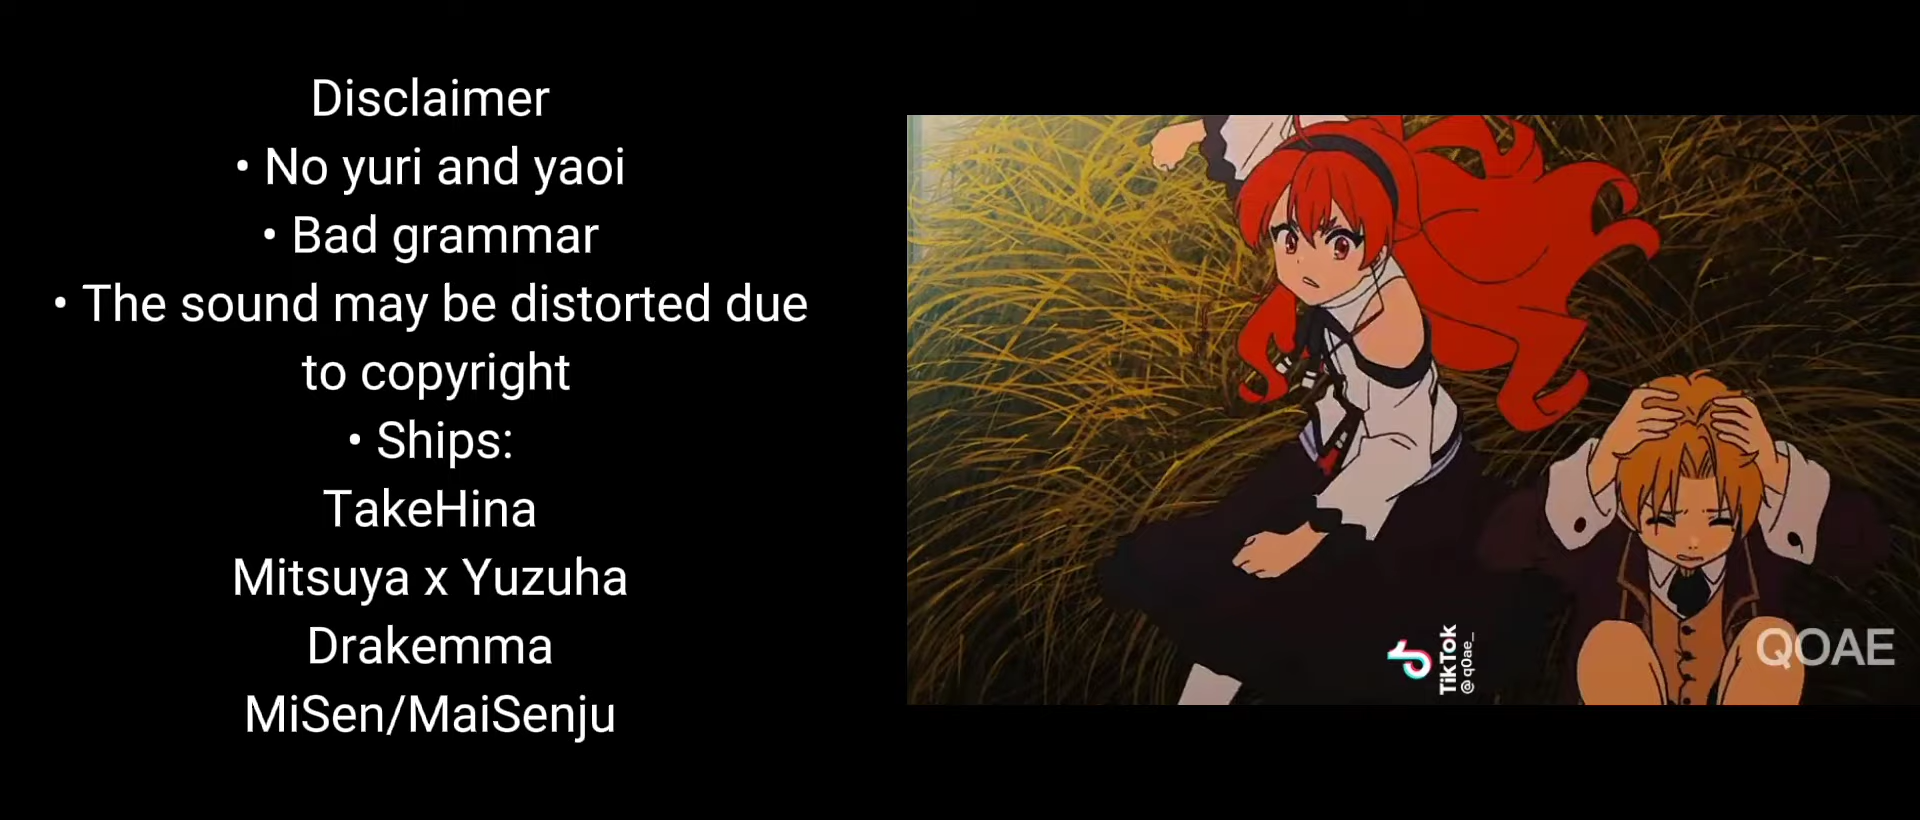 Disclaimer
• No yuri and yaoi
• Bad grammar
• The sound may be distorted due
to copyright
• Ships:
TakeHina
Mitsuya x Yuzuha
Drakemma
MiSen/MaiSenju
TikTok
@q0ae_
QOAE